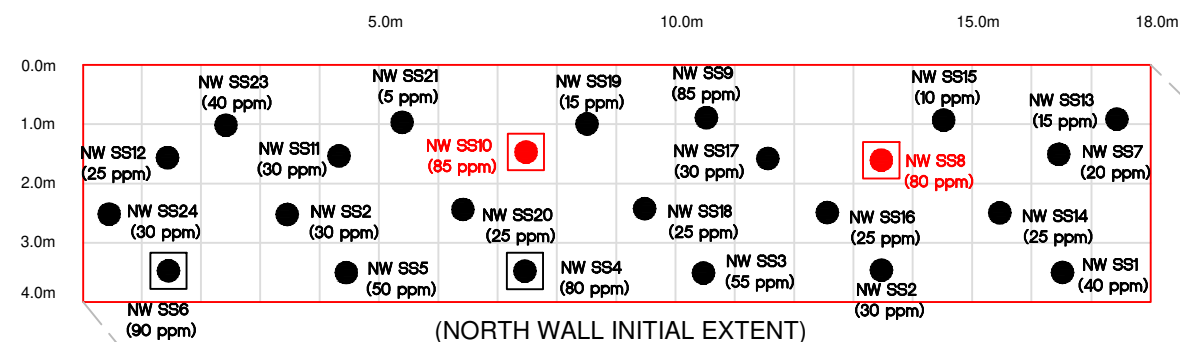 5.0m
10.0m
15.0m
18.0m
0.0m
1.0m
2.0m
3.0m
4.0m
NW SS23
(40 ppm)
NW SS21
(5 ppm)
NW SS19
(15 ppm)
NW SS9
(85 ppm)
NW SS15
(10 ppm)
NW SS13
(15 ppm)
NW SS12
(25 ppm)
NW SS11
(30 ppm)
NW SS10
(85 ppm)
NW SS17
(30 ppm)
NW SS8
(80 ppm)
NW SS7
(20 ppm)
NW SS24
(30 ppm)
NW SS2
(30 ppm)
NW SS20
(25 ppm)
NW SS18
(25 ppm)
NW SS16
(25 ppm)
NW SS14
(25 ppm)
NW SS6
(90 ppm)
NW SS5
(50 ppm)
NW SS4
(80 ppm)
NW SS3
(55 ppm)
NW SS2
(30 ppm)
NW SS1
(40 ppm)
(NORTH WALL INITIAL EXTENT)